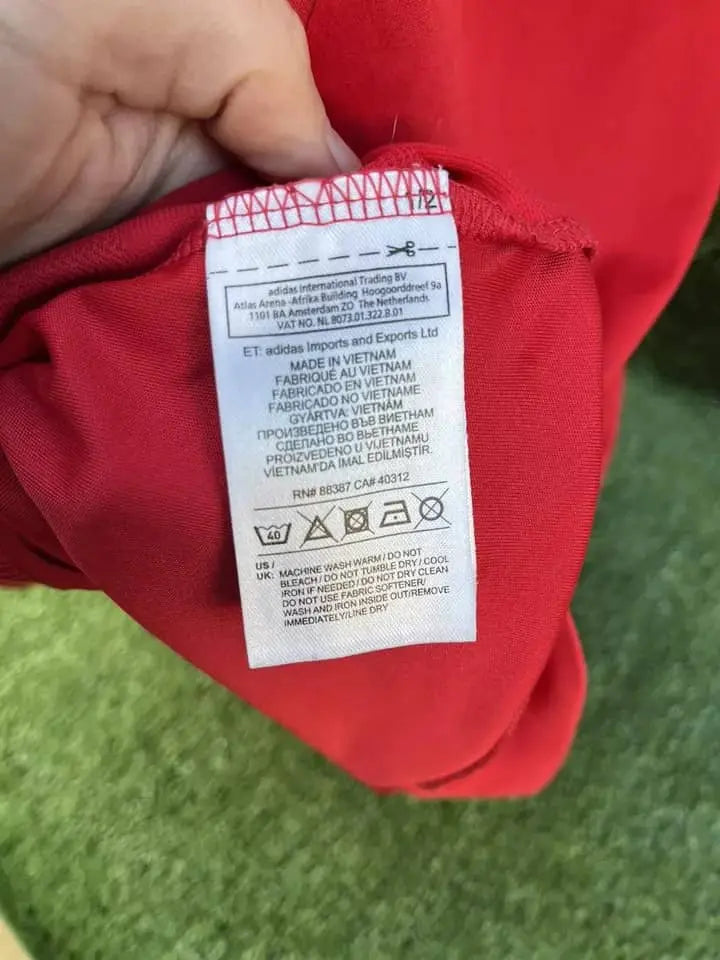 1/2
adidas International Trading BV
Atlas Arena -Afrika Building Hoogoorddreef 9a
1101 BA Amsterdam ZO The Netherlands
VAT NO. NL 8073.01.322.B.01
ET: adidas Imports and Exports Ltd
MADE IN VIETNAM
FABRIQUÉ AU VIETNAM
FABRICADO EN VIETNAM
FABRICADO NO VIETNAME
GYÁRTVA: VIETNÁM
ПРОИЗВЕДЕНО ВЪВ ВИЕТНАМ
СДЕЛАНО ВО ВЬЕТНАМЕ
PROIZVEDENO U VIJETNAMU
VİETNAM'DA İMAL EDİLMİŞTİR.
RN# 88387 CA# 40312
40
US /
UK: MACHINE WASH WARM / DO NOT
BLEACH / DO NOT TUMBLE DRY / COOL
IRON IF NEEDED / DO NOT DRY CLEAN
DO NOT USE FABRIC SOFTENER/
WASH AND IRON INSIDE OUT/REMOVE
IMMEDIATELY/LINE DRY